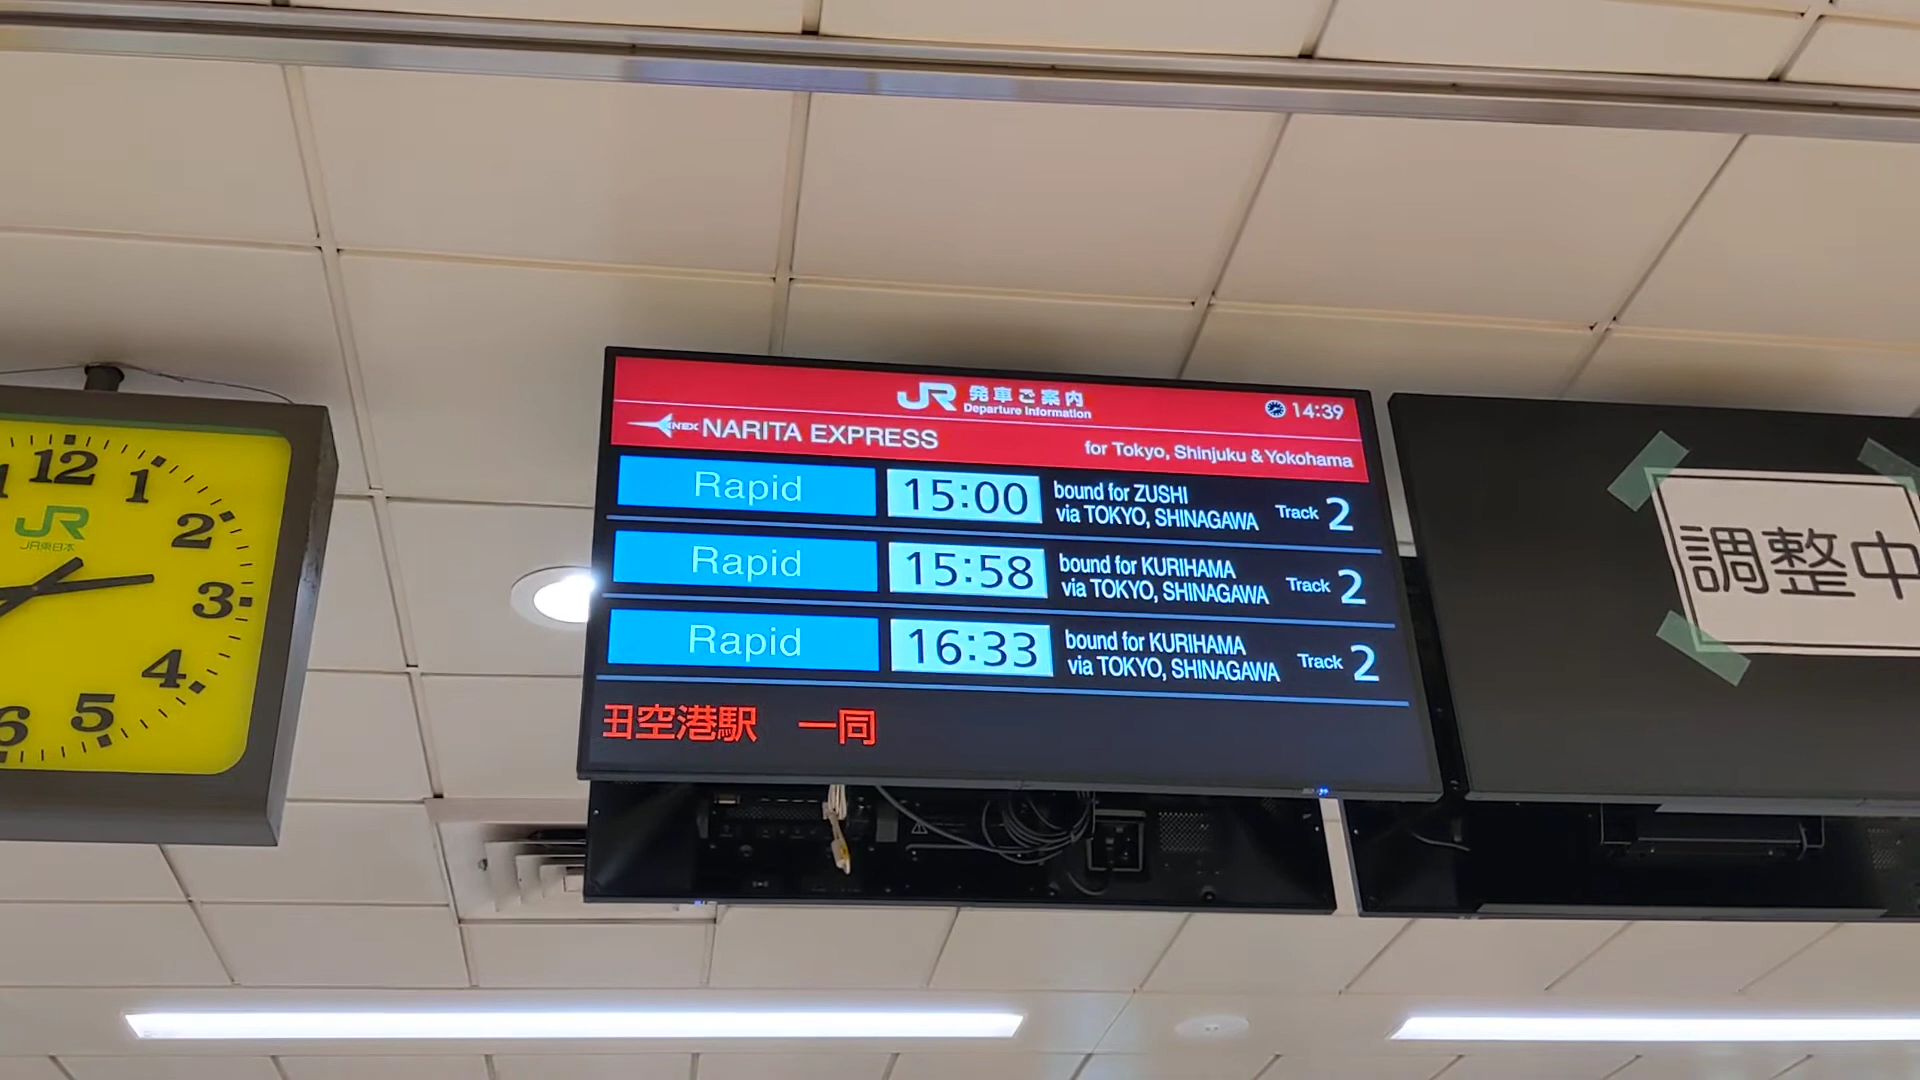 12
1
2
3
4
5
6
JR
JR東日本
JR 発車ご案内
Departure Information
14:39
NEX NARITA EXPRESS
for Tokyo, Shinjuku & Yokohama
Rapid 15:00 bound for ZUSHI
via TOKYO, SHINAGAWA Track 2
Rapid 15:58 bound for KURIHAMA
via TOKYO, SHINAGAWA Track 2
Rapid 16:33 bound for KURIHAMA
via TOKYO, SHINAGAWA Track 2
空港駅 一同
調整中